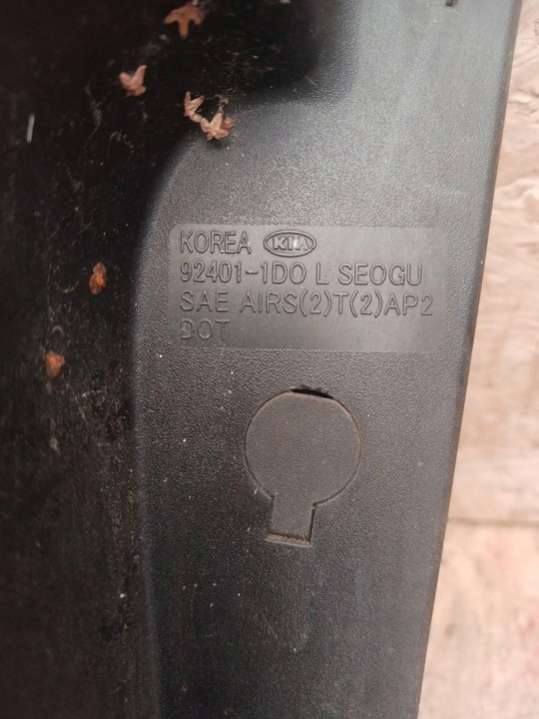 KOREA KIA
92401-1D0 L SEOGU
SAE AIRS(2)T(2)AP2
DOT